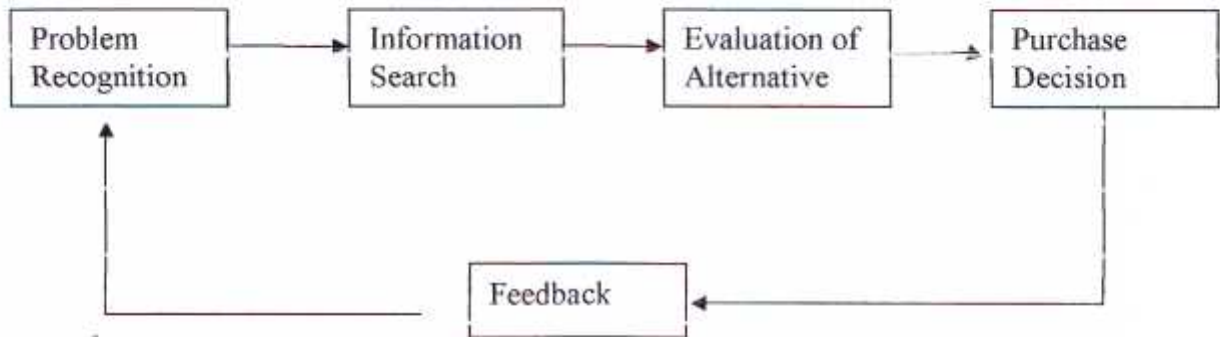 Problem
Recognition
Information
Search
Evaluation of
Alternative
Purchase
Decision
Feedback